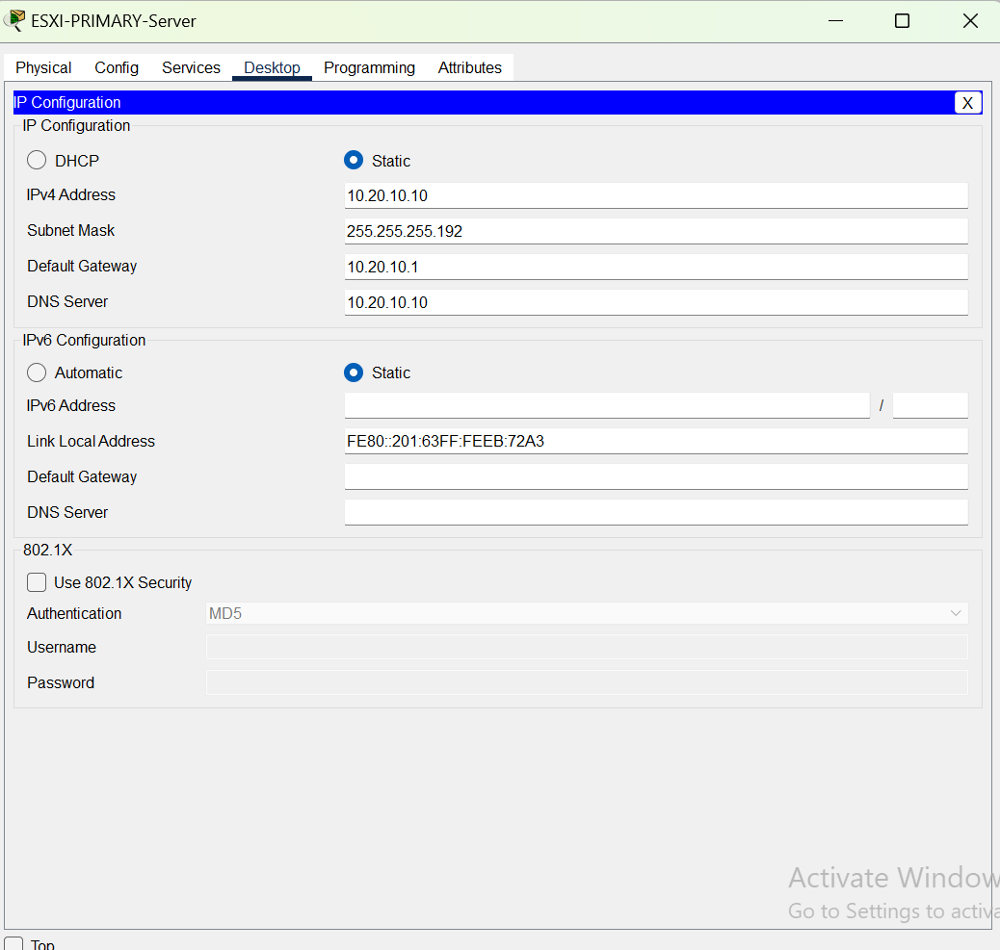 ESXI-PRIMARY-Server
Physical Config Services Desktop Programming Attributes
IP Configuration
X
IP Configuration
DHCP
Static
IPv4 Address
10.20.10.10
Subnet Mask
255.255.255.192
Default Gateway
10.20.10.1
DNS Server
10.20.10.10
IPv6 Configuration
Automatic
Static
IPv6 Address
/
Link Local Address
FE80::201:63FF:FEEB:72A3
Default Gateway
DNS Server
802.1X
Use 802.1X Security
Authentication
MD5
Username
Password
Activate Window
Go to Settings to activa
Top